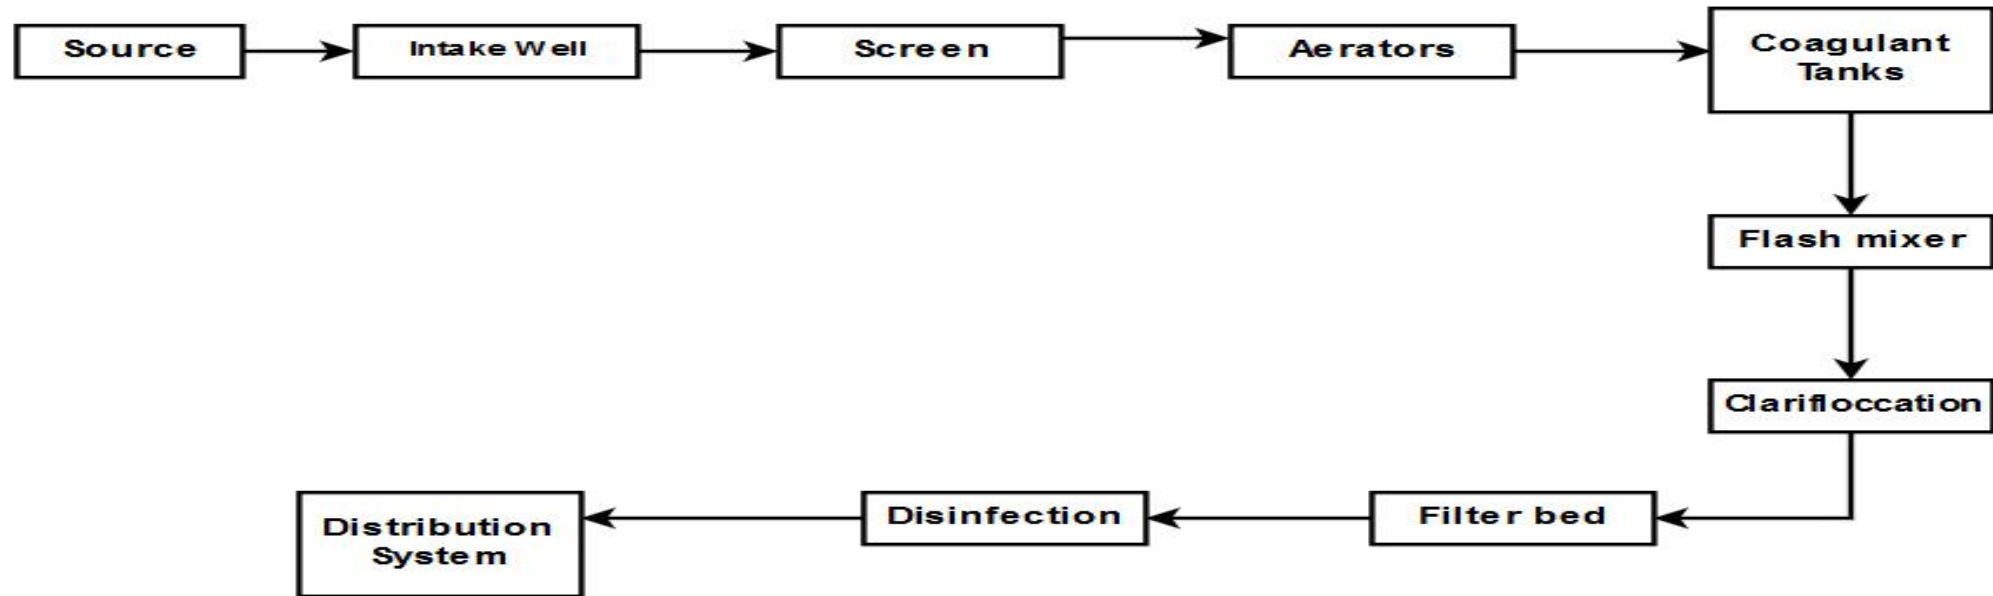 Source
Intake Well
Screen
Aerators
Coagulant
Tanks
Flash mixer
Clarifloccation
Filter bed
Disinfection
Distribution
System